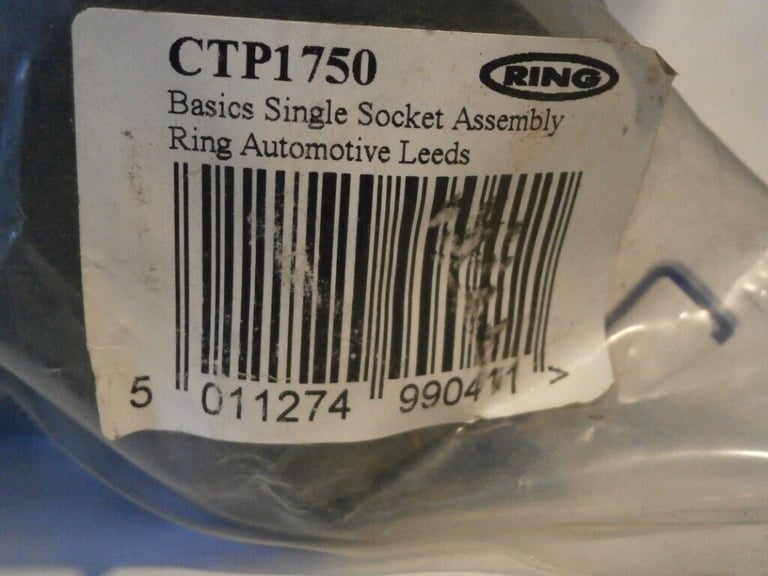 CTP1750
RING
Basics Single Socket Assembly
Ring Automotive Leeds
5 011274 990411 >